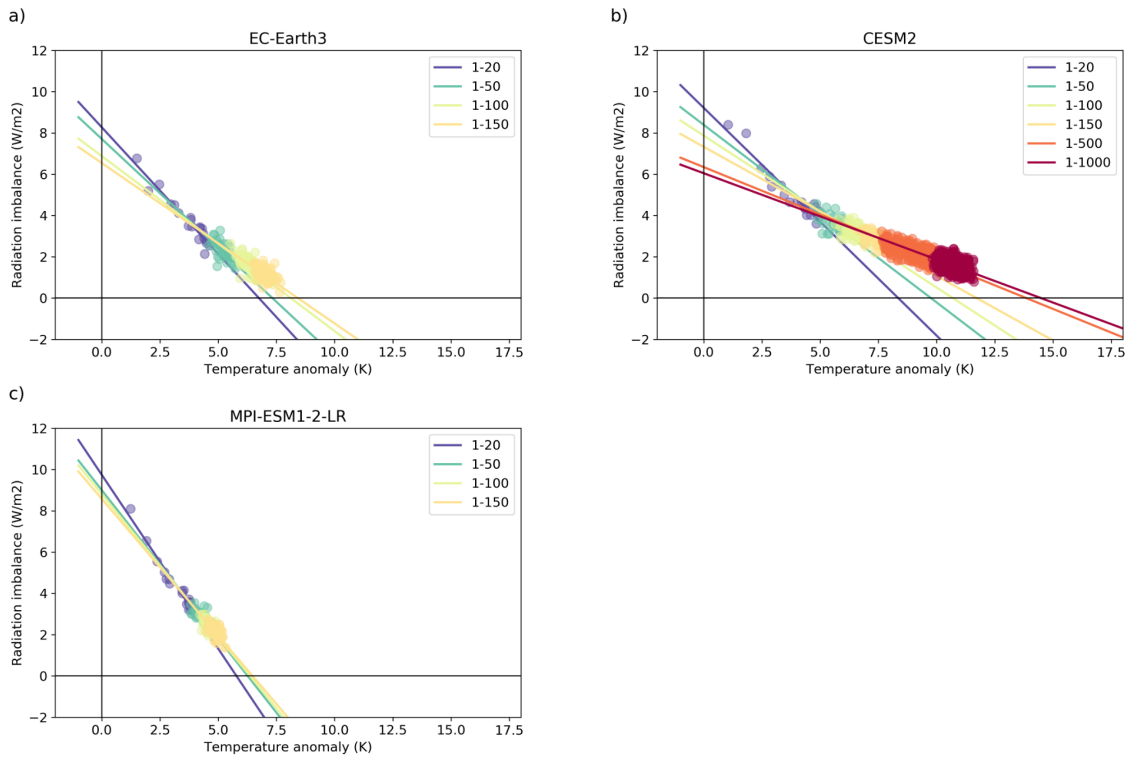 a)
EC-Earth3
12
10
8
6
4
2
0
−2
Radiation imbalance (W/m2)
0.0 2.5 5.0 7.5 10.0 12.5 15.0 17.5
Temperature anomaly (K)
1-20
1-50
1-100
1-150
b)
CESM2
12
10
8
6
4
2
0
−2
Radiation imbalance (W/m2)
0.0 2.5 5.0 7.5 10.0 12.5 15.0 17.5
Temperature anomaly (K)
1-20
1-50
1-100
1-150
1-500
1-1000
c)
MPI-ESM1-2-LR
12
10
8
6
4
2
0
−2
Radiation imbalance (W/m2)
0.0 2.5 5.0 7.5 10.0 12.5 15.0 17.5
Temperature anomaly (K)
1-20
1-50
1-100
1-150